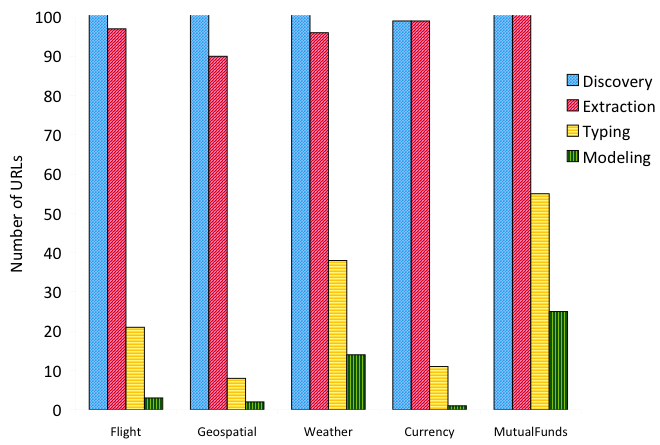 Number of URLs
100
90
80
70
60
50
40
30
20
10
0
Flight Geospatial Weather Currency MutualFunds
Discovery
Extraction
Typing
Modeling